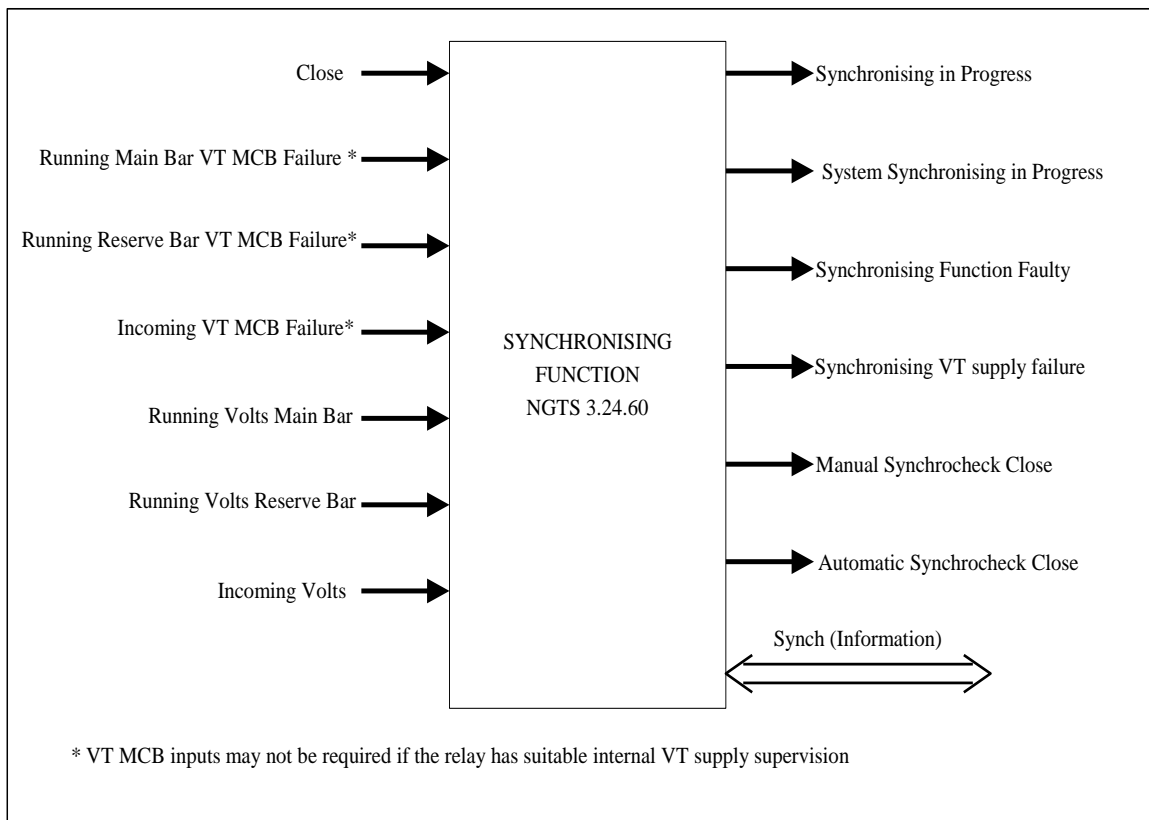 Close
Running Main Bar VT MCB Failure *
Running Reserve Bar VT MCB Failure*
Incoming VT MCB Failure*
Running Volts Main Bar
Running Volts Reserve Bar
Incoming Volts
SYNCHRONISING
FUNCTION
NGTS 3.24.60
Synchronising in Progress
System Synchronising in Progress
Synchronising Function Faulty
Synchronising VT supply failure
Manual Synchrocheck Close
Automatic Synchrocheck Close
Synch (Information)
* VT MCB inputs may not be required if the relay has suitable internal VT supply supervision